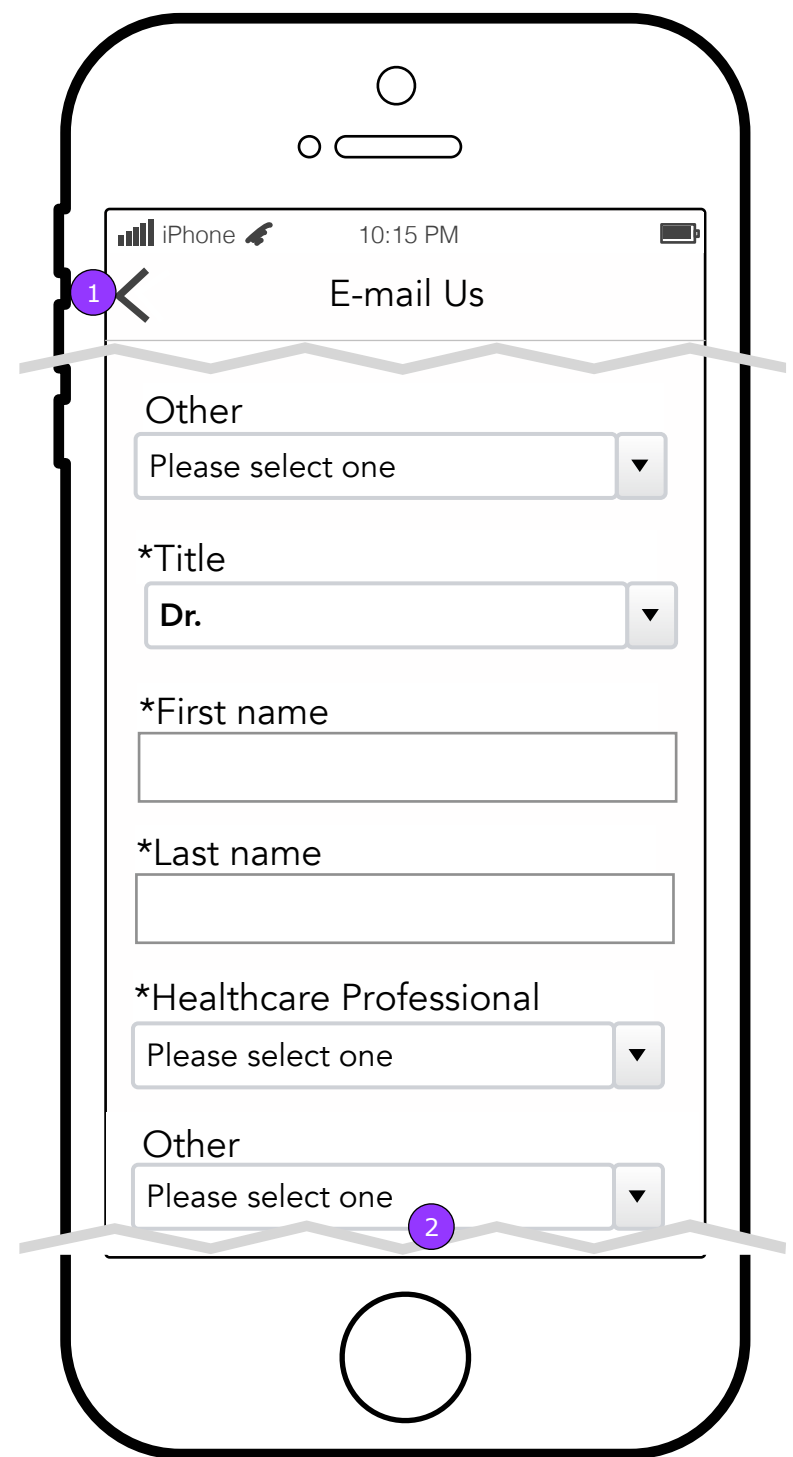 iPhone 10:15 PM
1
E-mail Us
Other
Please select one
*Title
Dr.
*First name
*Last name
*Healthcare Professional
Please select one
Other
Please select one
2